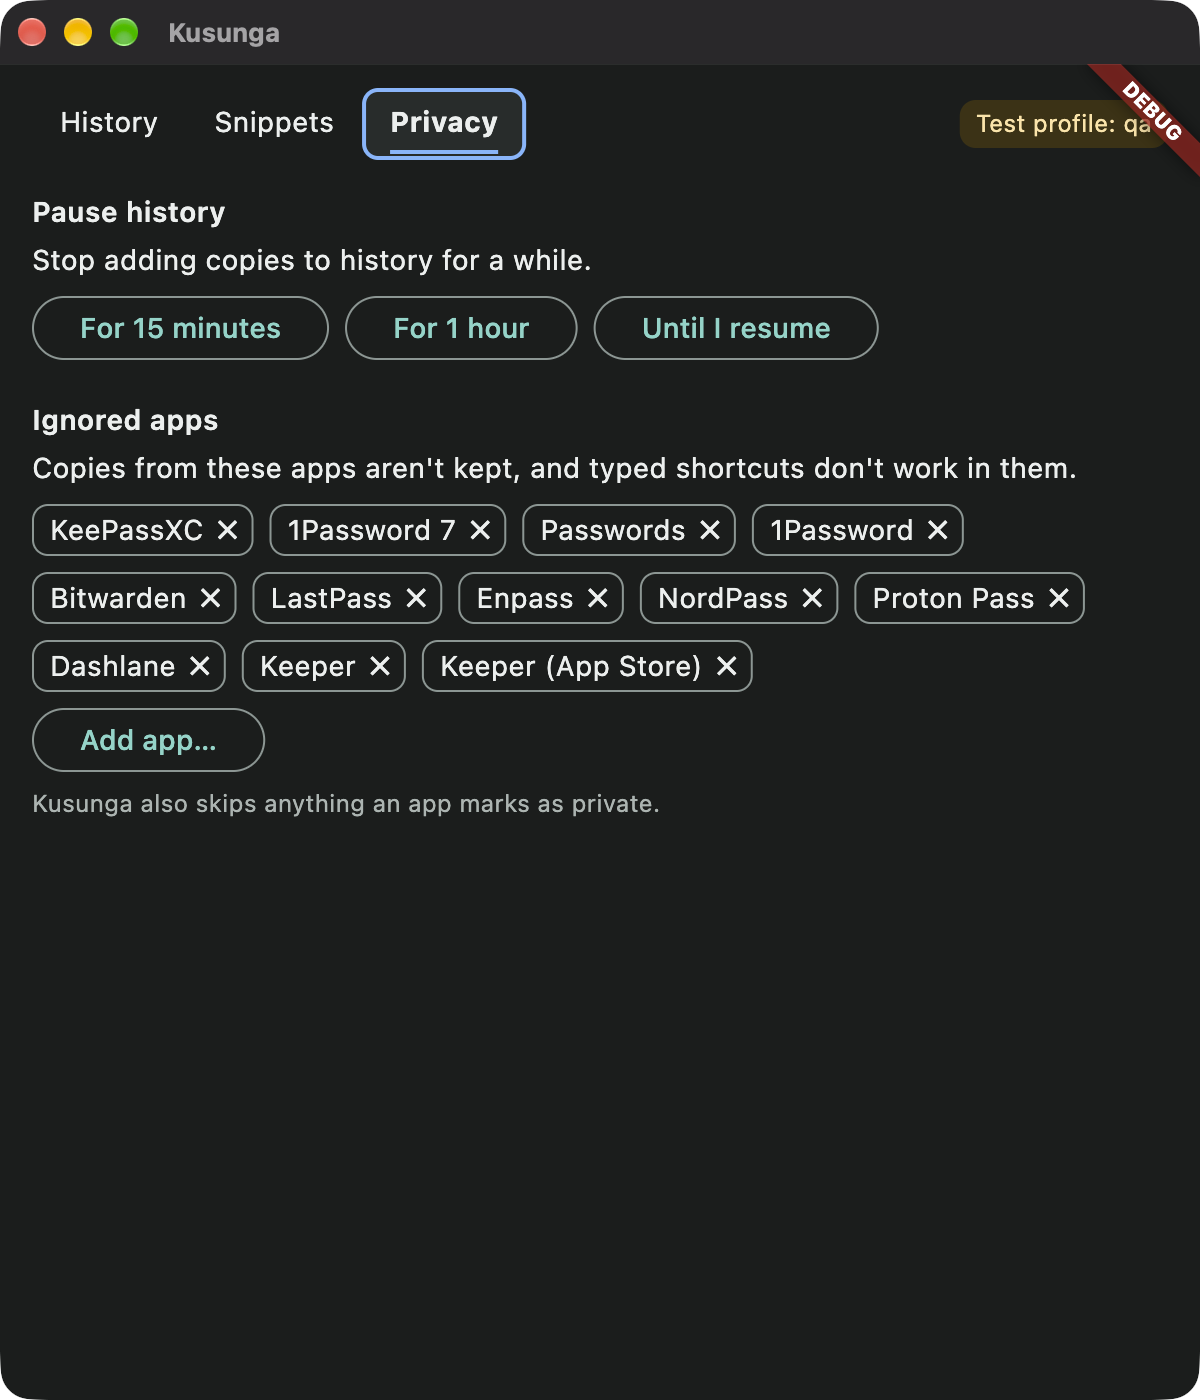 Kusunga
History Snippets Privacy
Test profile: qa
DEBUG
Pause history
Stop adding copies to history for a while.
For 15 minutes For 1 hour Until I resume
Ignored apps
Copies from these apps aren't kept, and typed shortcuts don't work in them.
KeePassXC ✕ 1Password 7 ✕ Passwords ✕ 1Password ✕
Bitwarden ✕ LastPass ✕ Enpass ✕ NordPass ✕ Proton Pass ✕
Dashlane ✕ Keeper ✕ Keeper (App Store) ✕
Add app...
Kusunga also skips anything an app marks as private.